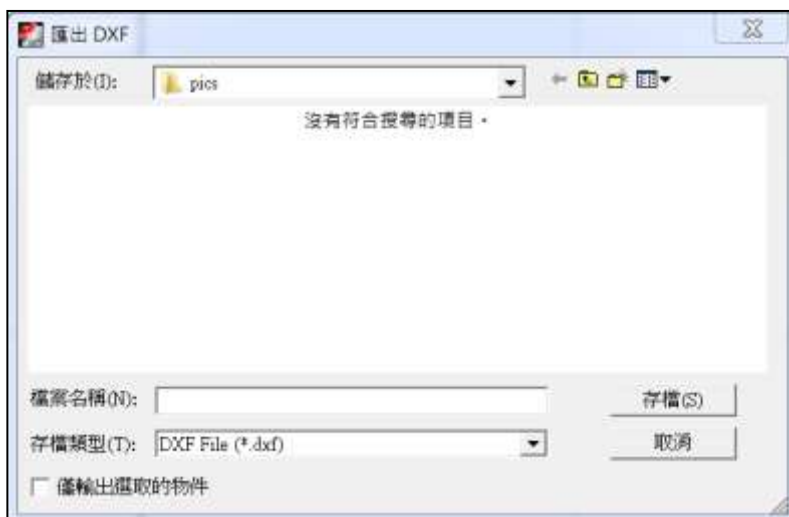 匯出 DXF
儲存於(I):
pics
沒有符合搜尋的項目。
檔案名稱(N):
存檔(S)
存檔類型(T):
DXF File (*.dxf)
取消
僅輸出選取的物件